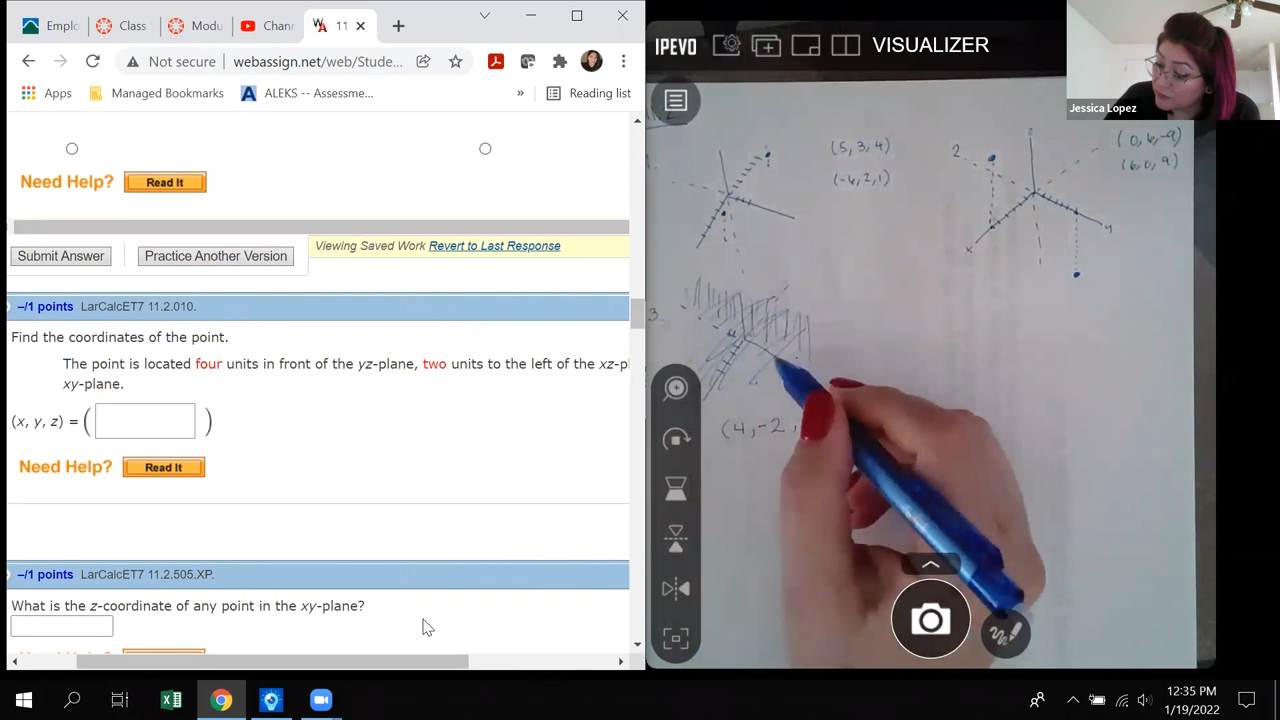 Emplo
Class
Modu
Chan
11
Not secure
webassign.net/web/Stude...
Apps
Managed Bookmarks
ALEKS -- Assessme...
»
Reading list
Need Help? Read It
Submit Answer
Practice Another Version
Viewing Saved Work Revert to Last Response
–/1 points LarCalcET7 11.2.010.
Find the coordinates of the point.
The point is located four units in front of the yz-plane, two units to the left of the xz-p
xy-plane.
(x, y, z) = ( )
Need Help? Read It
–/1 points LarCalcET7 11.2.505.XP.
What is the z-coordinate of any point in the xy-plane?
IPEVO
VISUALIZER
Jessica Lopez
(5, 3, 4)
(-6, 2, 1)
2.
(0, 6, -9)
(6, 0, 9)
x
y
3.
(4, -2,
12:35 PM
1/19/2022